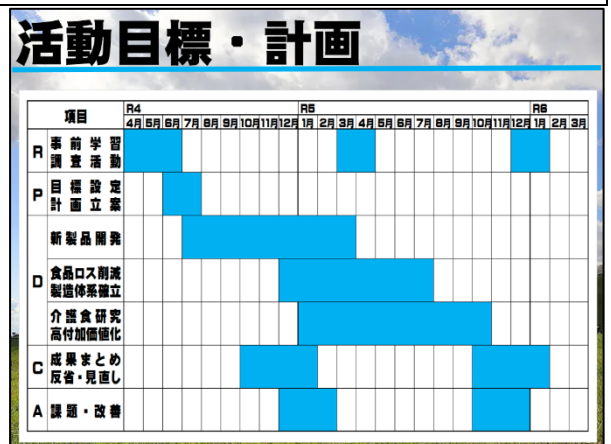 活動目標・計画
項目
R4 R5 R6
4月 5月 6月 7月 8月 9月 10月 11月 12月 1月 2月 3月 4月 5月 6月 7月 8月 9月 10月 11月 12月 1月 2月 3月
R 事前学習
調査活動
P 目標設定
計画立案
新製品開発
D 食品ロス削減
製造体系確立
介護食研究
高付加価値化
C 成果まとめ
反省・見直し
A 課題・改善